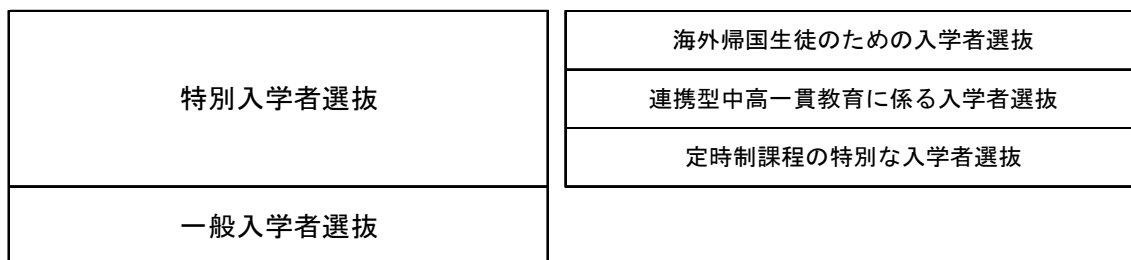 特別入学者選抜
海外帰国生徒のための入学者選抜
連携型中高一貫教育に係る入学者選抜
定時制課程の特別な入学者選抜
一般入学者選抜